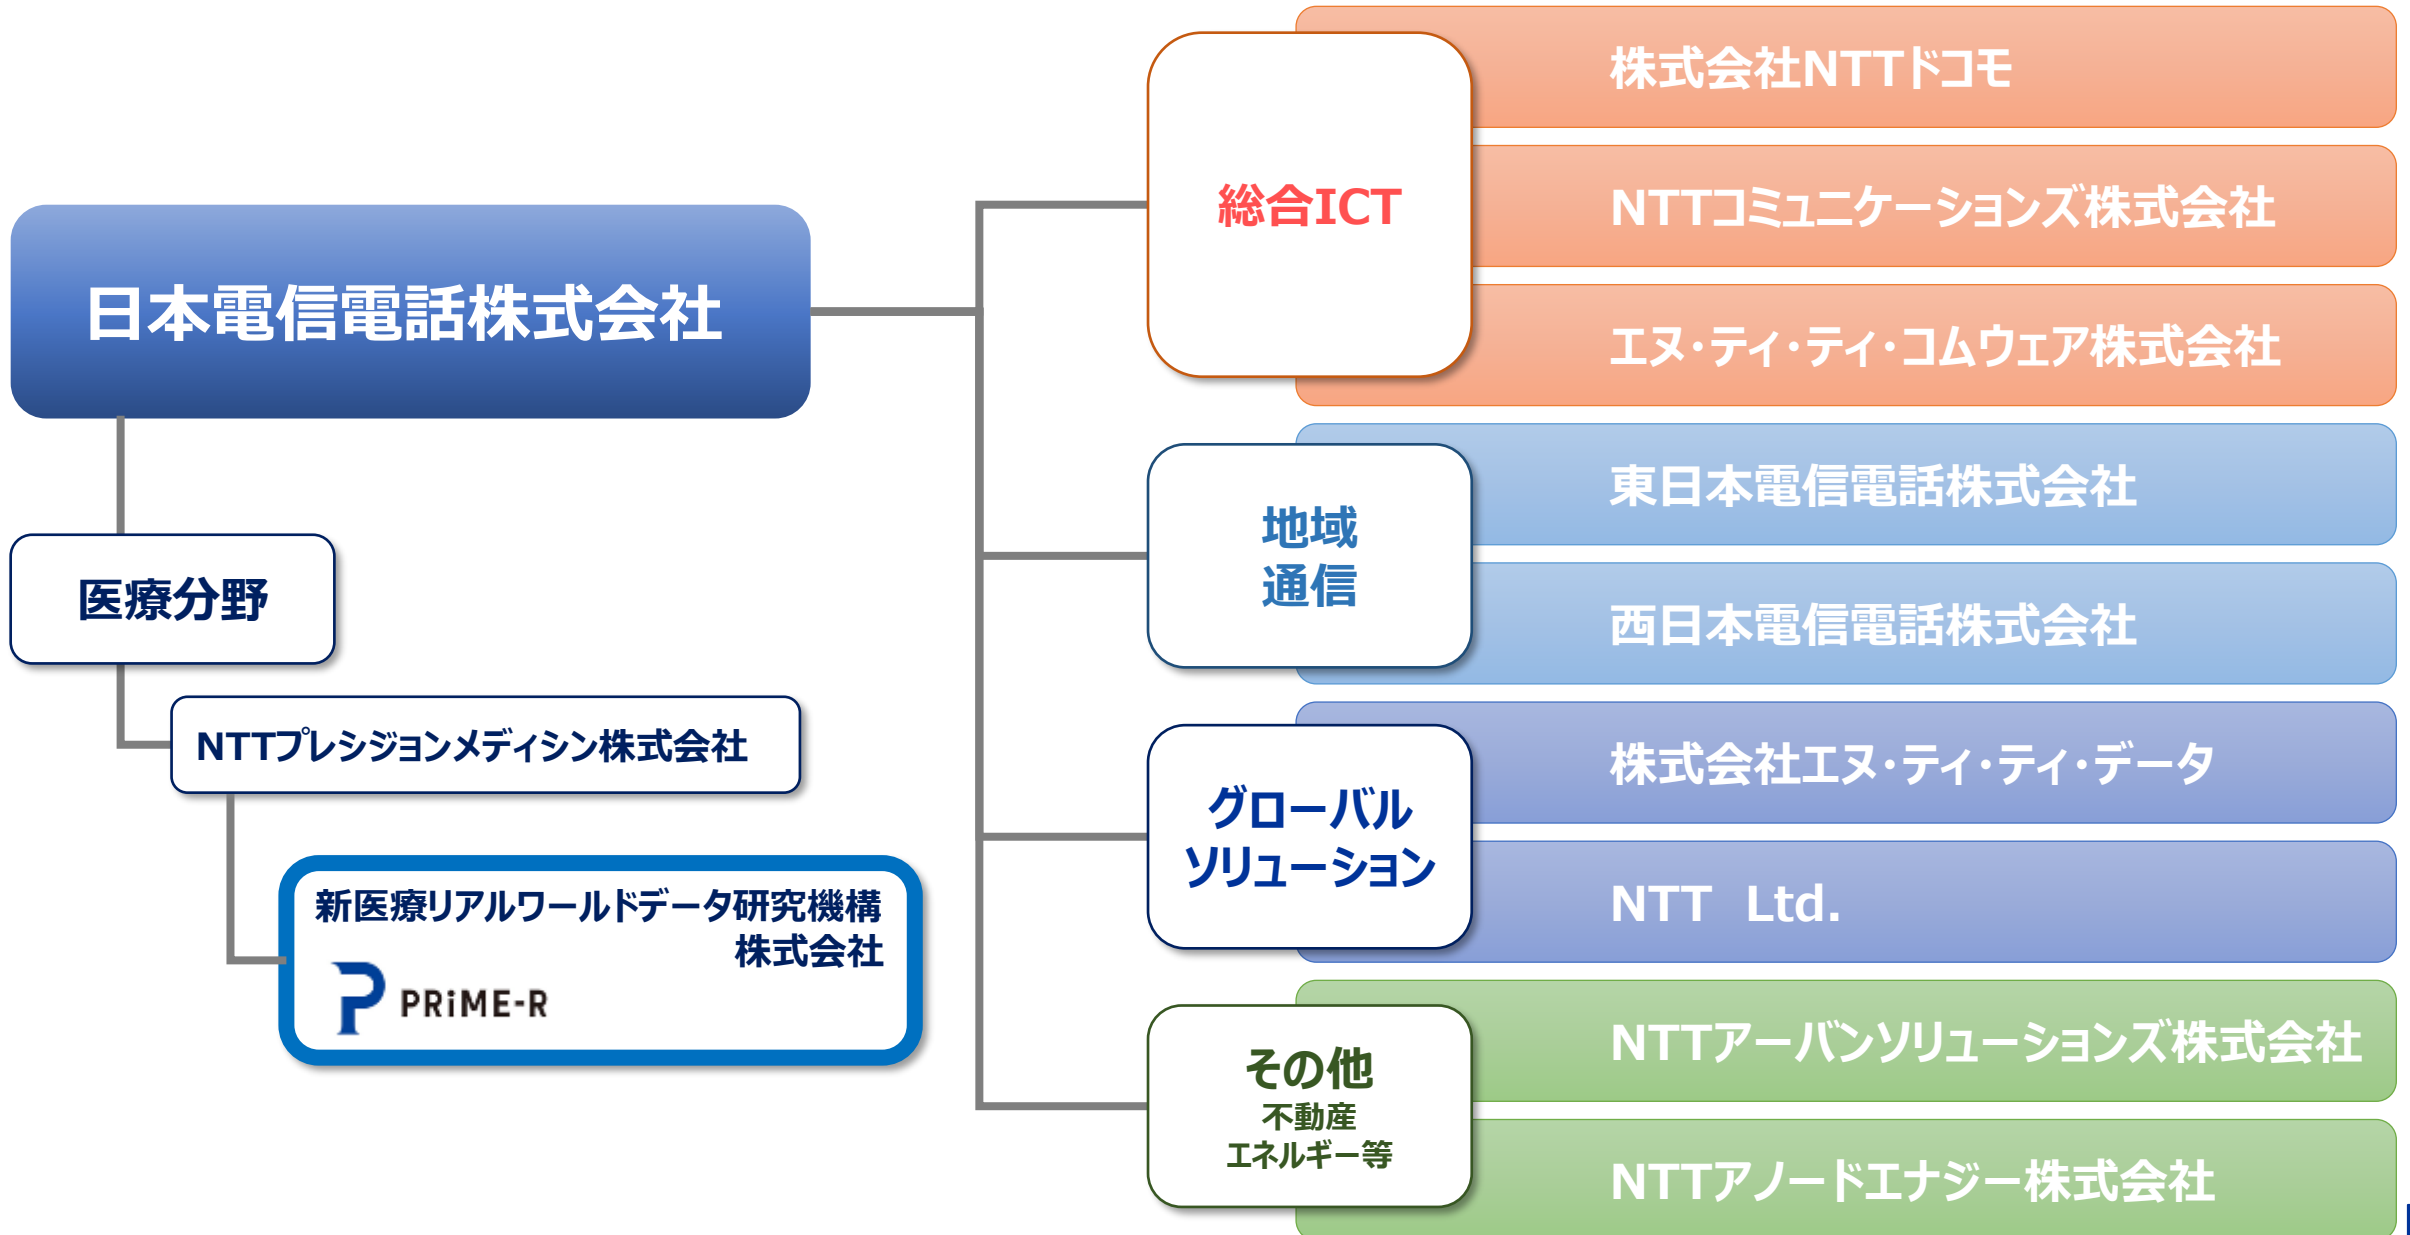 日本電信電話株式会社
医療分野
NTTプレシジョンメディシン株式会社
新医療リアルワールドデータ研究機構
株式会社
PRiME-R
総合ICT
株式会社NTTドコモ
NTTコミュニケーションズ株式会社
エヌ・ティ・ティ・コムウェア株式会社
地域
通信
東日本電信電話株式会社
西日本電信電話株式会社
グローバル
ソリューション
株式会社エヌ・ティ・ティ・データ
NTT　Ltd.
その他
不動産
エネルギー等
NTTアーバンソリューションズ株式会社
NTTアノードエナジー株式会社